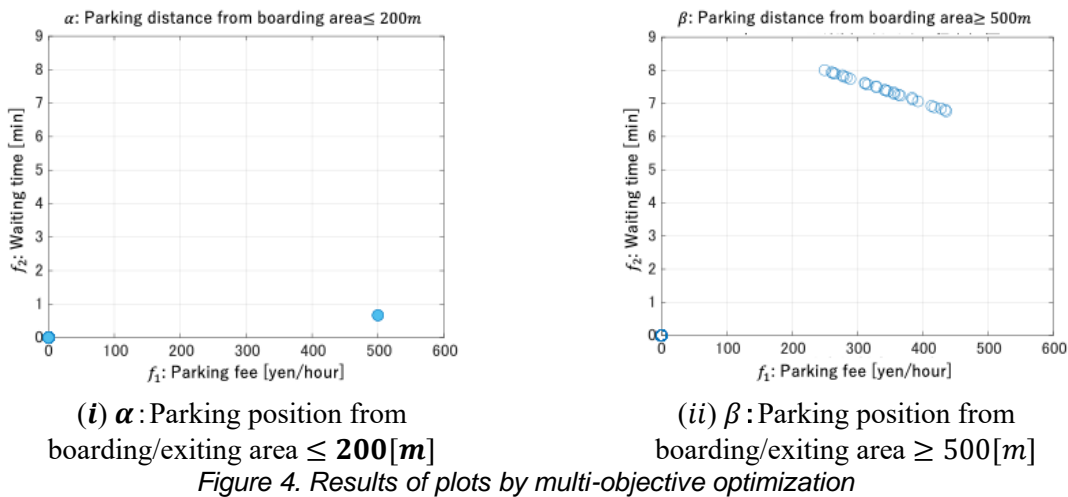 α: Parking distance from boarding area≤ 200m
9
8
7
6
5
4
3
2
1
0
f₂: Waiting time [min]
0 100 200 300 400 500 600
f₁: Parking fee [yen/hour]
(i) α: Parking position from
boarding/exiting area ≤ 200[m]
β: Parking distance from boarding area≥ 500m
9
8
7
6
5
4
3
2
1
0
f₂: Waiting time [min]
0 100 200 300 400 500 600
f₁: Parking fee [yen/hour]
(ii) β: Parking position from
boarding/exiting area ≥ 500[m]
Figure 4. Results of plots by multi-objective optimization